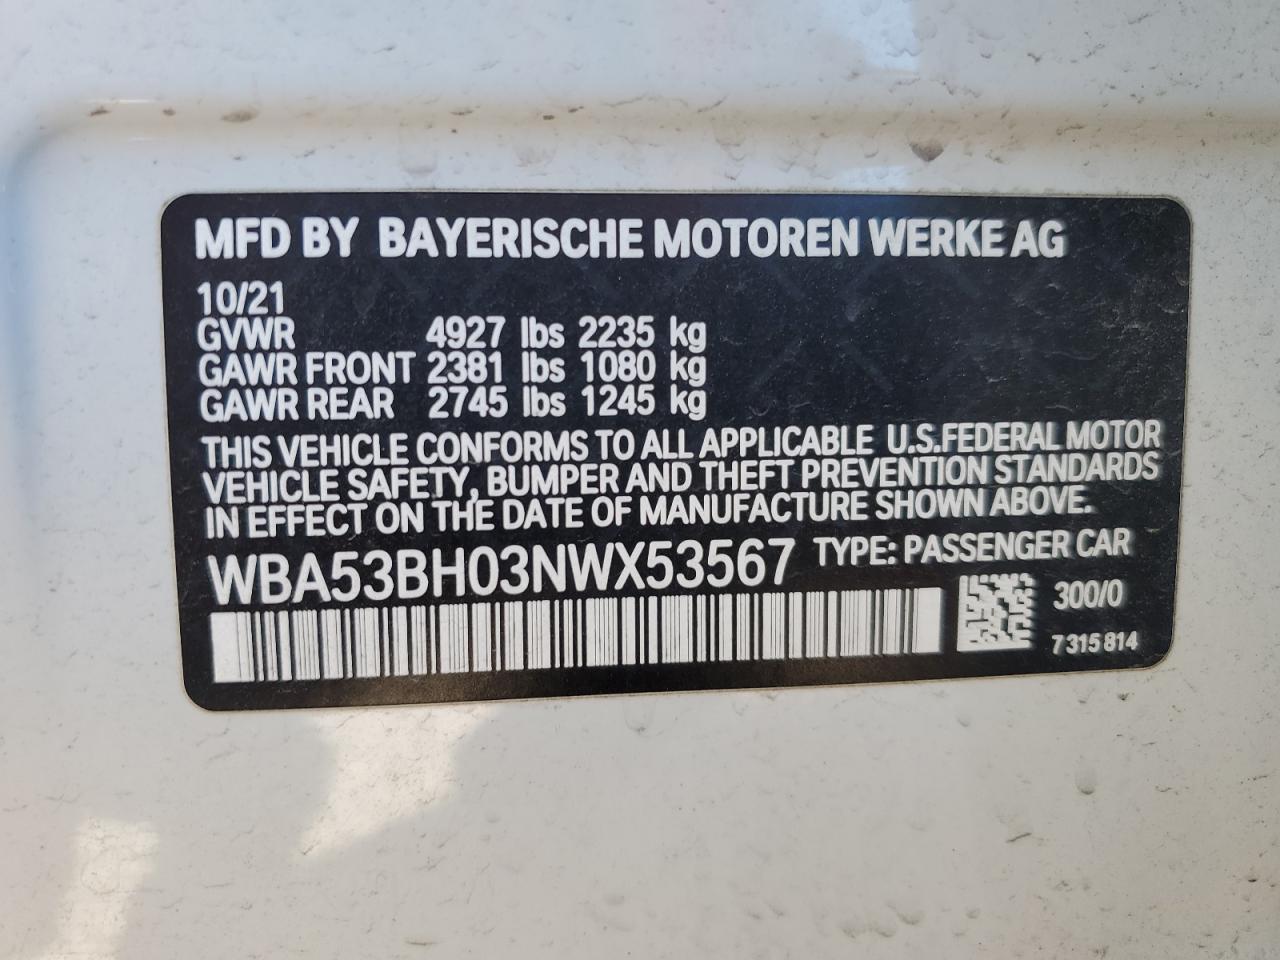 MFD BY BAYERISCHE MOTOREN WERKE AG
10/21
GVWR 4927 lbs 2235 kg
GAWR FRONT 2381 lbs 1080 kg
GAWR REAR 2745 lbs 1245 kg
THIS VEHICLE CONFORMS TO ALL APPLICABLE U.S.FEDERAL MOTOR
VEHICLE SAFETY, BUMPER AND THEFT PREVENTION STANDARDS
IN EFFECT ON THE DATE OF MANUFACTURE SHOWN ABOVE.
WBA53BH03NWX53567 TYPE: PASSENGER CAR
300/0
7 315 814